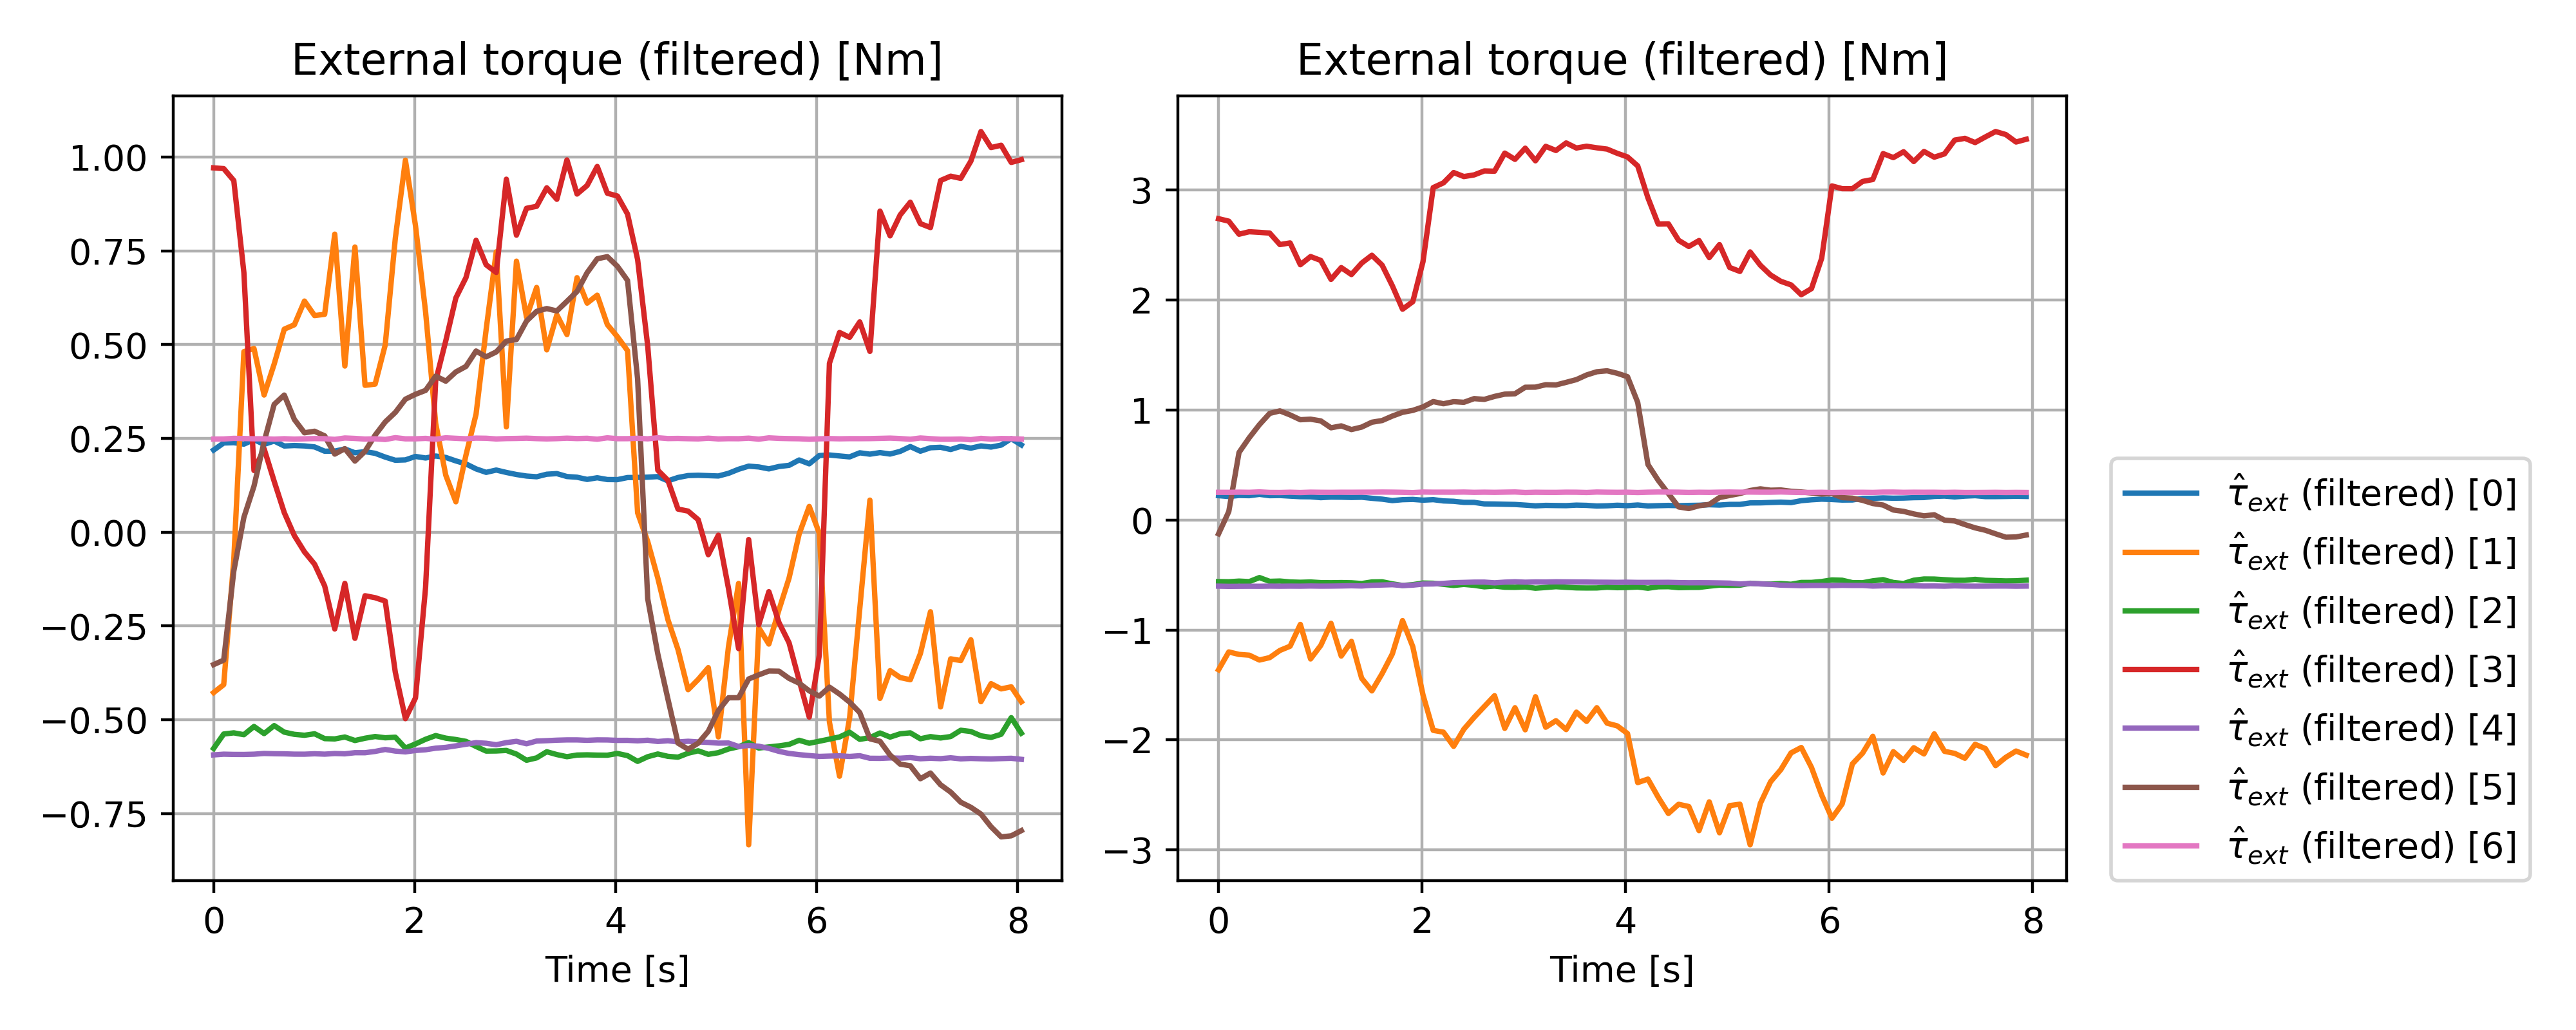 External torque (filtered) [Nm]
1.00
0.75
0.50
0.25
0.00
−0.25
−0.50
−0.75
0 2 4 6 8
Time [s]
External torque (filtered) [Nm]
3
2
1
0
−1
−2
−3
0 2 4 6 8
Time [s]
τ̂ext (filtered) [0]
τ̂ext (filtered) [1]
τ̂ext (filtered) [2]
τ̂ext (filtered) [3]
τ̂ext (filtered) [4]
τ̂ext (filtered) [5]
τ̂ext (filtered) [6]